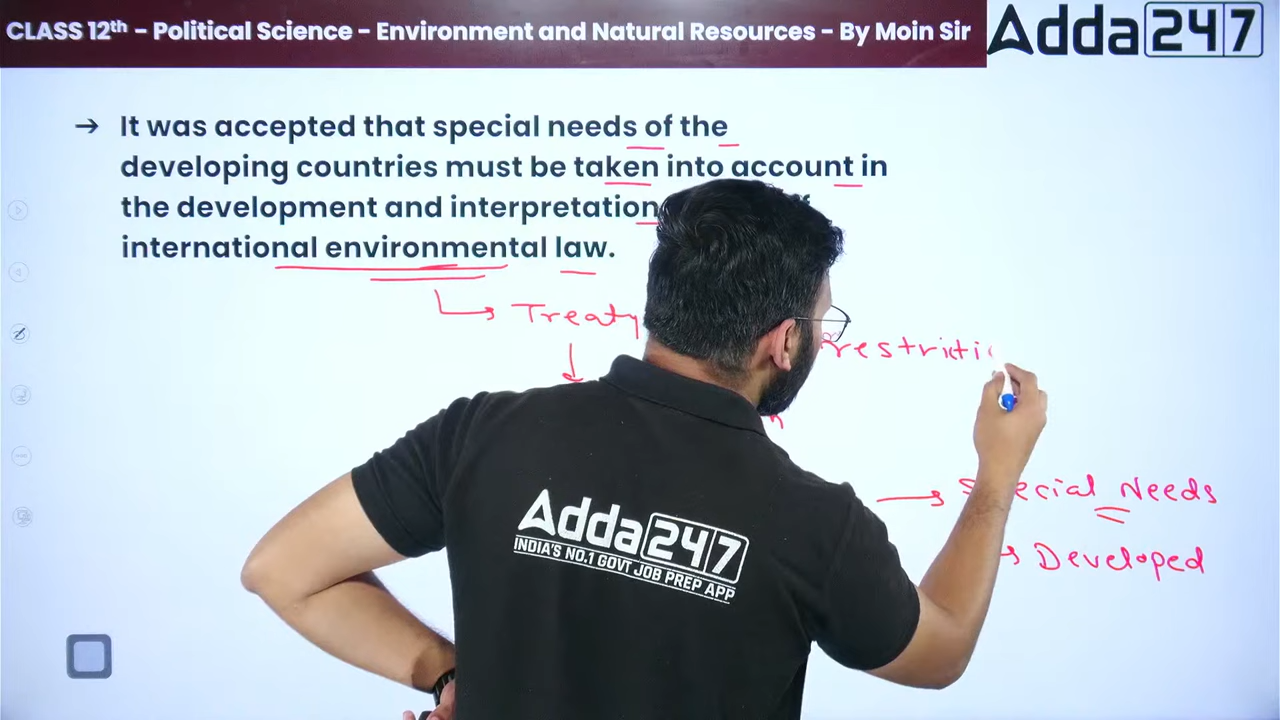 CLASS 12th - Political Science - Environment and Natural Resources - By Moin Sir
Adda247
→ It was accepted that special needs of the
developing countries must be taken into account in
the development and interpretation
international environmental law.
Treaty
restricti
Special Needs
Developed
Adda247
INDIA'S NO.1 GOVT JOB PREP APP